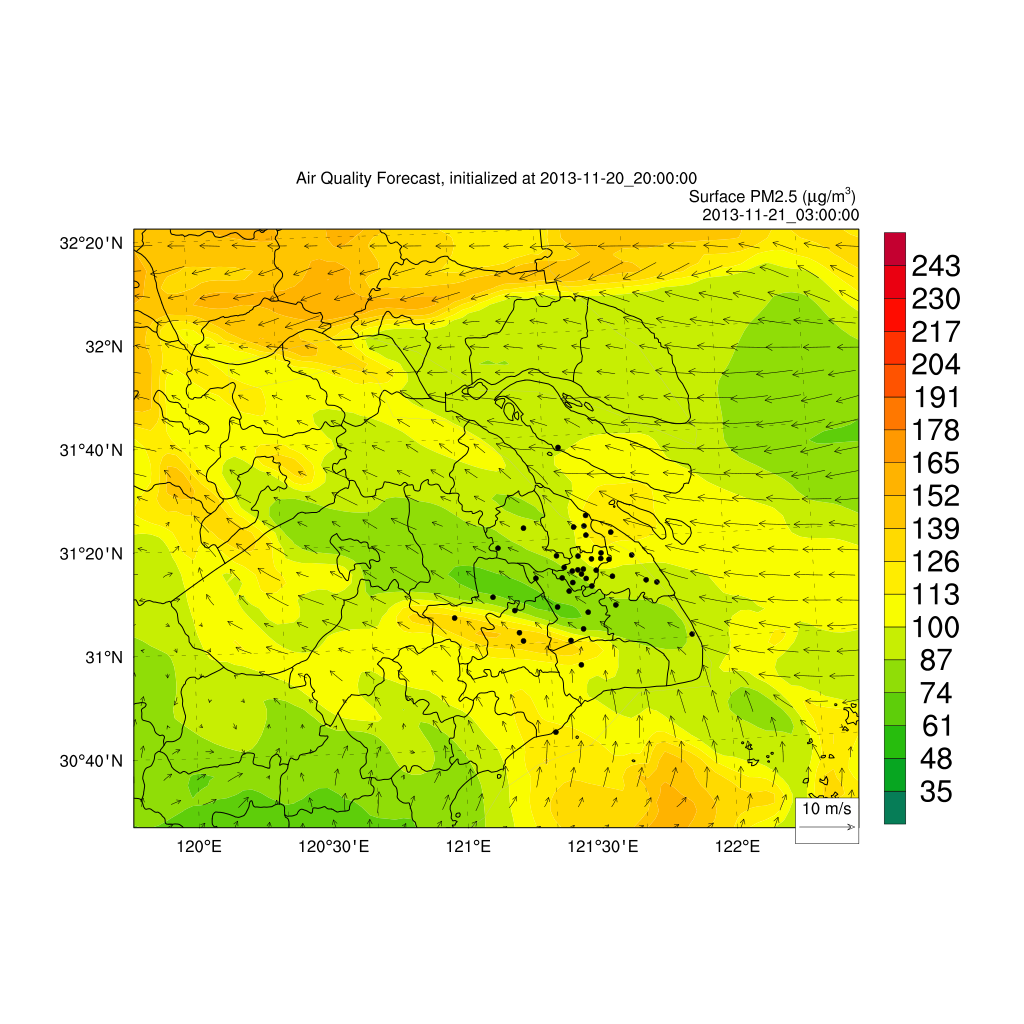 Air Quality Forecast, initialized at 2013-11-20_20:00:00
Surface PM2.5 (μg/m³)
2013-11-21_03:00:00
32°20'N
32°N
31°40'N
31°20'N
31°N
30°40'N
120°E
120°30'E
121°E
121°30'E
122°E
10 m/s
243
230
217
204
191
178
165
152
139
126
113
100
87
74
61
48
35